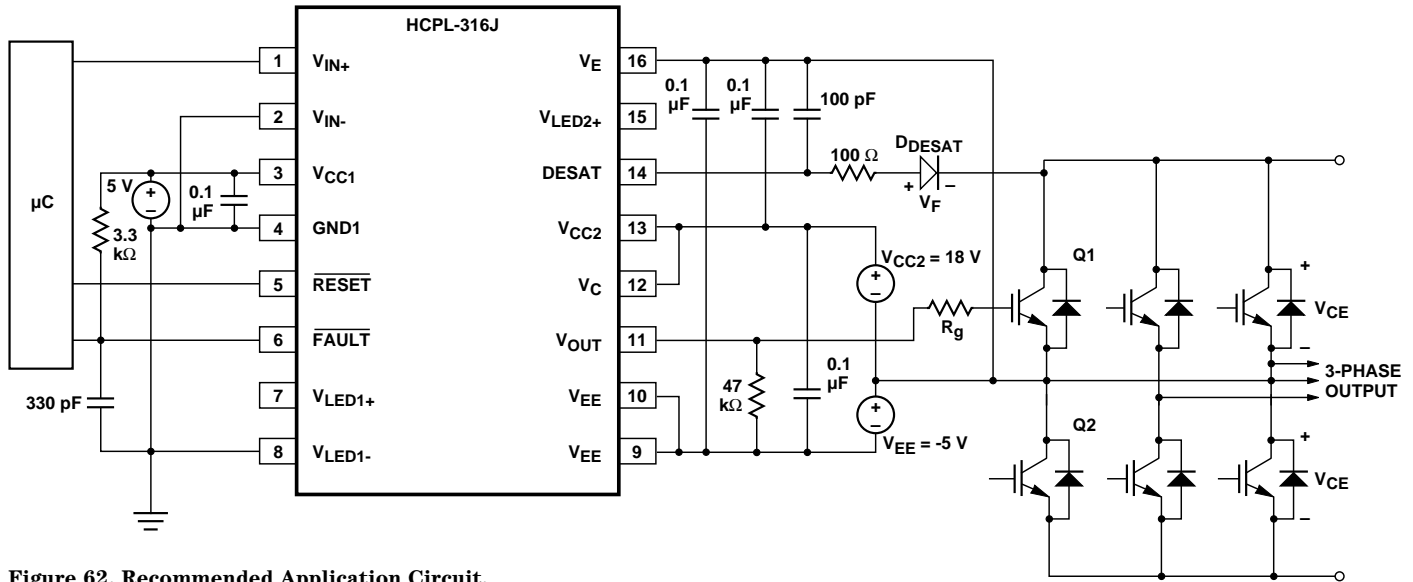 HCPL-316J
µC
1 VIN+
2 VIN-
3 VCC1
4 GND1
5 RESET
6 FAULT
7 VLED1+
8 VLED1-
VE 16
VLED2+ 15
DESAT 14
VCC2 13
VC 12
VOUT 11
VEE 10
VEE 9
5 V
+
–
0.1
µF
3.3
kΩ
330 pF
0.1
µF
0.1
µF
100 pF
100 Ω
DDESAT
+ –
VF
VCC2 = 18 V
+
–
Rg
47
kΩ
0.1
µF
+
–
VEE = -5 V
Q1
Q2
+
VCE
–
3-PHASE
OUTPUT
+
VCE
–
Figure 62. Recommended Application Circuit.